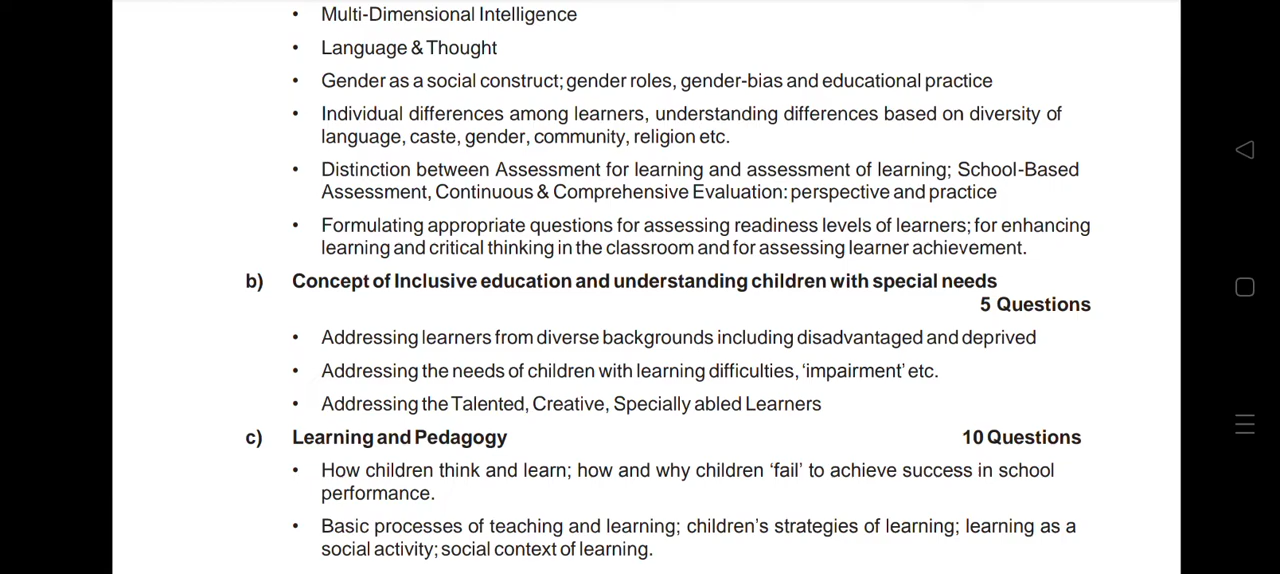 • Multi-Dimensional Intelligence
• Language & Thought
• Gender as a social construct; gender roles, gender-bias and educational practice
• Individual differences among learners, understanding differences based on diversity of
language, caste, gender, community, religion etc.
• Distinction between Assessment for learning and assessment of learning; School-Based
Assessment, Continuous & Comprehensive Evaluation: perspective and practice
• Formulating appropriate questions for assessing readiness levels of learners; for enhancing
learning and critical thinking in the classroom and for assessing learner achievement.
b) Concept of Inclusive education and understanding children with special needs
5 Questions
• Addressing learners from diverse backgrounds including disadvantaged and deprived
• Addressing the needs of children with learning difficulties, ‘impairment’ etc.
• Addressing the Talented, Creative, Specially abled Learners
c) Learning and Pedagogy 10 Questions
• How children think and learn; how and why children ‘fail’ to achieve success in school
performance.
• Basic processes of teaching and learning; children’s strategies of learning; learning as a
social activity; social context of learning.